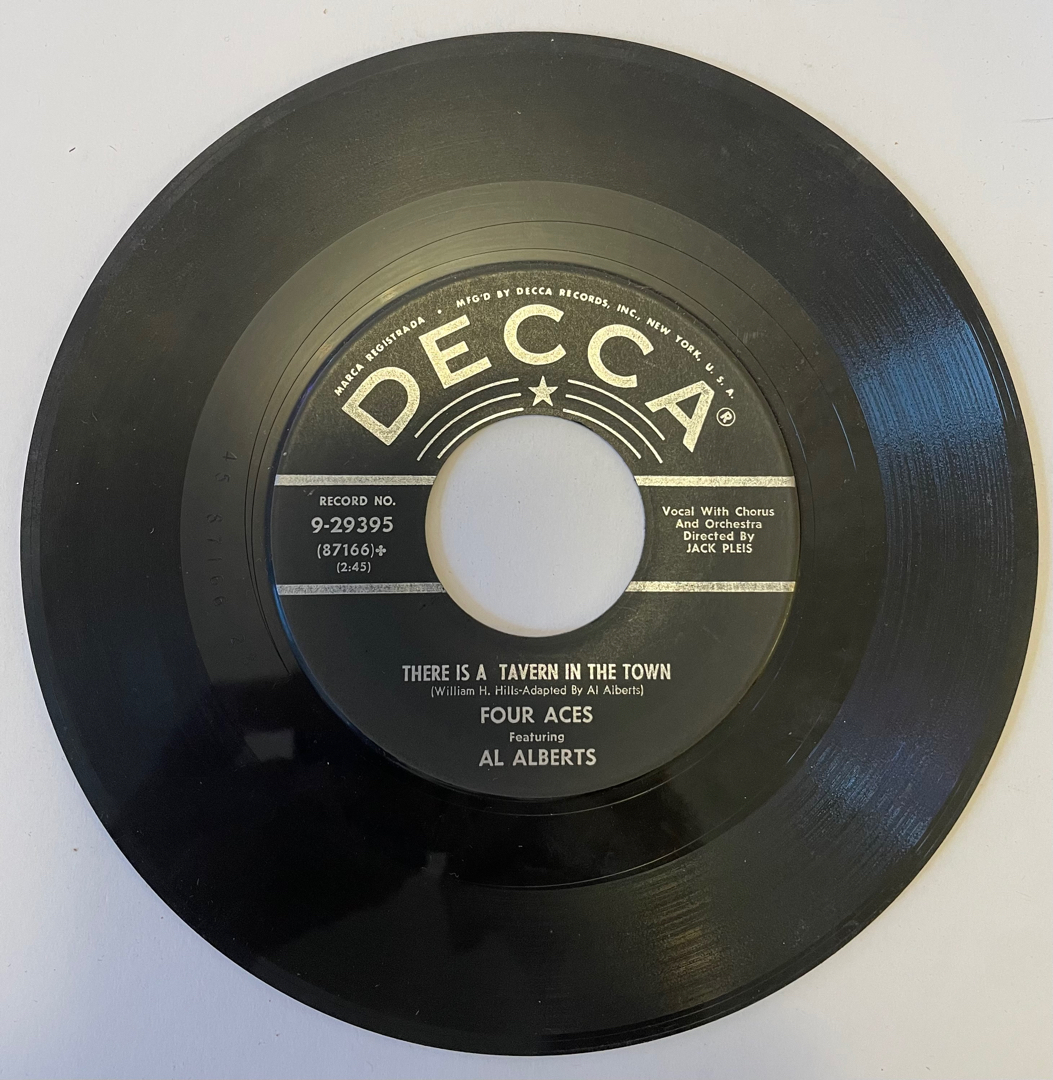 MARCA REGISTRADA • MFG'D BY DECCA RECORDS, INC., NEW YORK, U. S. A.
DECCA®
RECORD NO.
9-29395
(87166)✤
(2:45)
Vocal With Chorus
And Orchestra
Directed By
JACK PLEIS
THERE IS A TAVERN IN THE TOWN
(William H. Hills-Adapted By Al Alberts)
FOUR ACES
Featuring
AL ALBERTS
45 87166